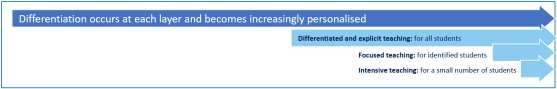 Differentiation occurs at each layer and becomes increasingly personalised
Differentiated and explicit teaching: for all students
Focused teaching: for identified students
Intensive teaching: for a small number of students